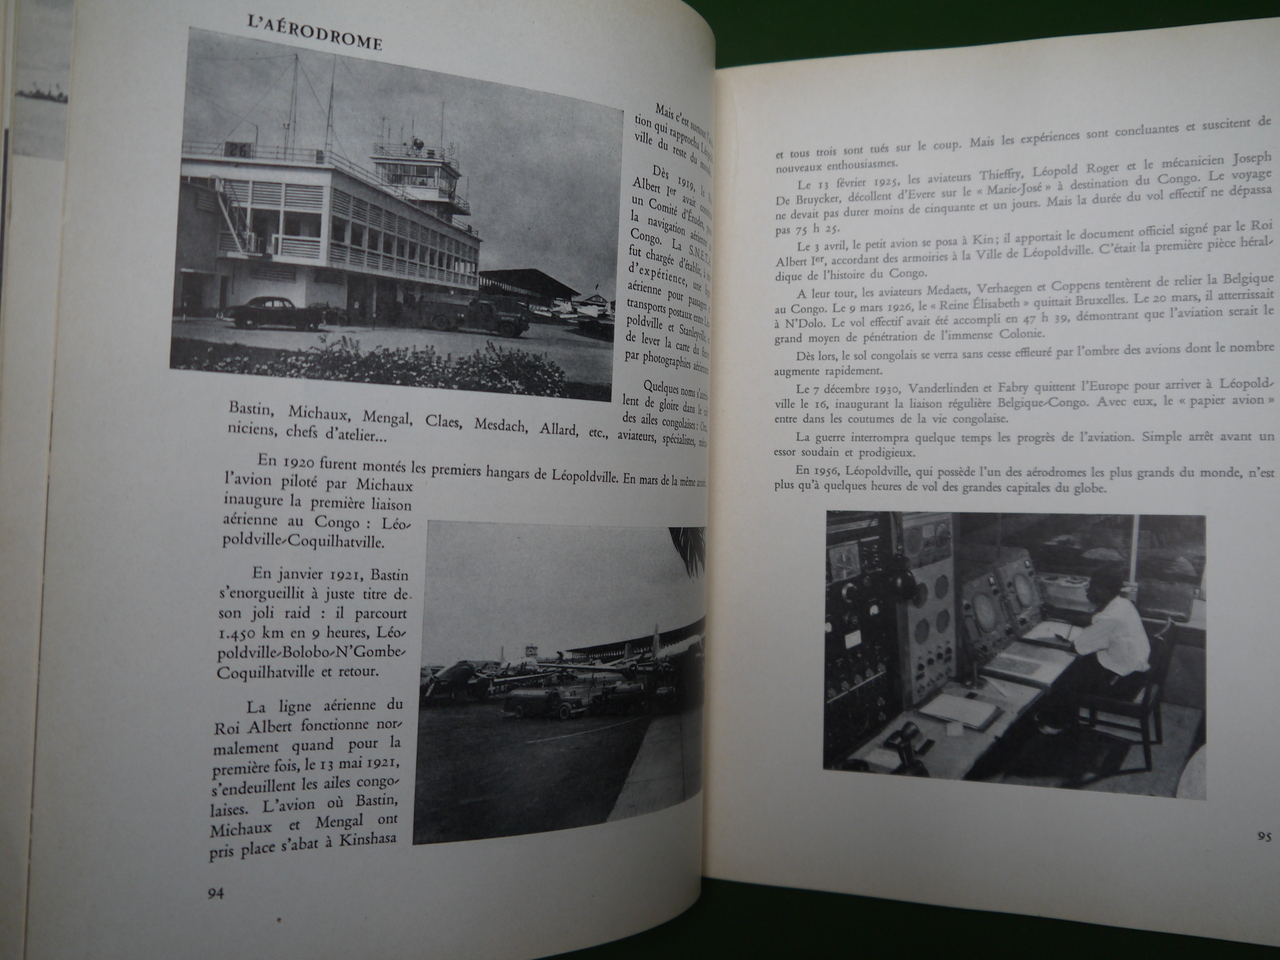 L'AÉRODROME
26
Mais c'est surtout
tion qui rapprocha
ville du reste du
Dès 1919, le
Albert Ier avait
un Comité d'Études,
la navigation aérienne
Congo. La S.N.E.T.A.
fut chargée d'établir, à
d'expérience, une
aérienne pour passagers et
transports postaux entre Léo-
poldville et Stanleyville, et
de lever la carte du
par photographies aériennes
Quelques noms
lent de gloire dans le
des ailes congolaises :
Bastin, Michaux, Mengal, Claes, Mesdach, Allard, etc., aviateurs, spécialistes,
niciens, chefs d'atelier...
En 1920 furent montés les premiers hangars de Léopoldville. En mars de la même
l'avion piloté par Michaux
inaugure la première liaison
aérienne au Congo : Léo-
poldville-Coquilhatville.
En janvier 1921, Bastin
s'enorgueillit à juste titre de
son joli raid : il parcourt
1.450 km en 9 heures, Léo-
poldville-Bolobo-N'Gombe-
Coquilhatville et retour.
La ligne aérienne du
Roi Albert fonctionne nor-
malement quand pour la
première fois, le 13 mai 1921,
s'endeuillent les ailes congo-
laises. L'avion où Bastin,
Michaux et Mengal ont
pris place s'abat à Kinshasa
94
et tous trois sont tués sur le coup. Mais les expériences sont concluantes et suscitent de
nouveaux enthousiasmes.
Le 13 février 1925, les aviateurs Thieffry, Léopold Roger et le mécanicien Joseph
De Bruycker, décollent d'Evere sur le « Marie-José » à destination du Congo. Le voyage
ne devait pas durer moins de cinquante et un jours. Mais la durée du vol effectif ne dépassa
pas 75 h 25.
Le 3 avril, le petit avion se posa à Kin ; il apportait le document officiel signé par le Roi
Albert Ier, accordant des armoiries à la Ville de Léopoldville. C'était la première pièce héral-
dique de l'histoire du Congo.
A leur tour, les aviateurs Medaets, Verhaegen et Coppens tentèrent de relier la Belgique
au Congo. Le 9 mars 1926, le « Reine Élisabeth » quittait Bruxelles. Le 20 mars, il atterrissait
à N'Dolo. Le vol effectif avait été accompli en 47 h 39, démontrant que l'aviation serait le
grand moyen de pénétration de l'immense Colonie.
Dès lors, le sol congolais se verra sans cesse effleuré par l'ombre des avions dont le nombre
augmente rapidement.
Le 7 décembre 1930, Vanderlinden et Fabry quittent l'Europe pour arriver à Léopold-
ville le 16, inaugurant la liaison régulière Belgique-Congo. Avec eux, le « papier avion »
entre dans les coutumes de la vie congolaise.
La guerre interrompra quelque temps les progrès de l'aviation. Simple arrêt avant un
essor soudain et prodigieux.
En 1956, Léopoldville, qui possède l'un des aérodromes les plus grands du monde, n'est
plus qu'à quelques heures de vol des grandes capitales du globe.
95